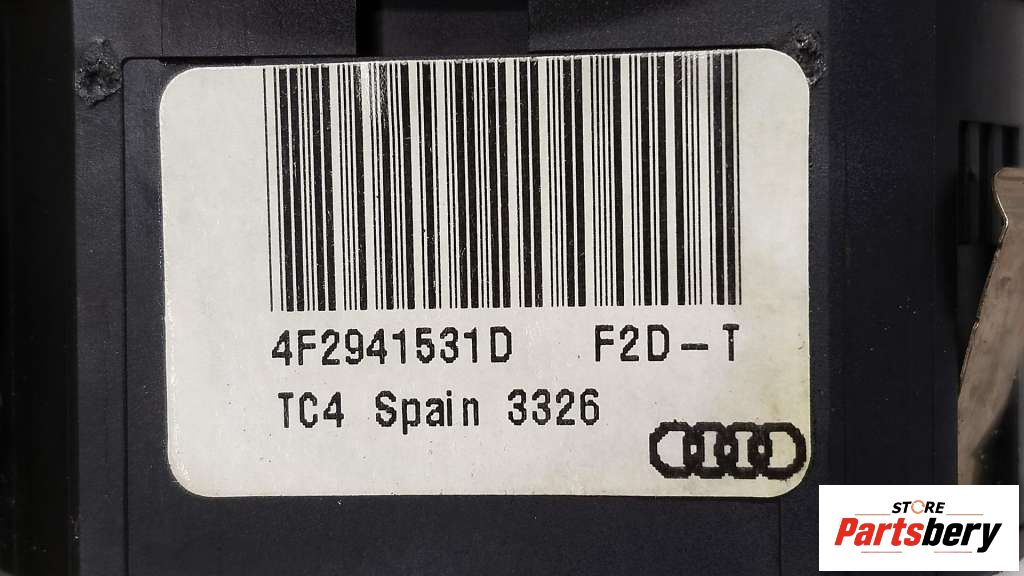 4F2941531D F2D-T
TC4 Spain 3326
STORE
Partsbery